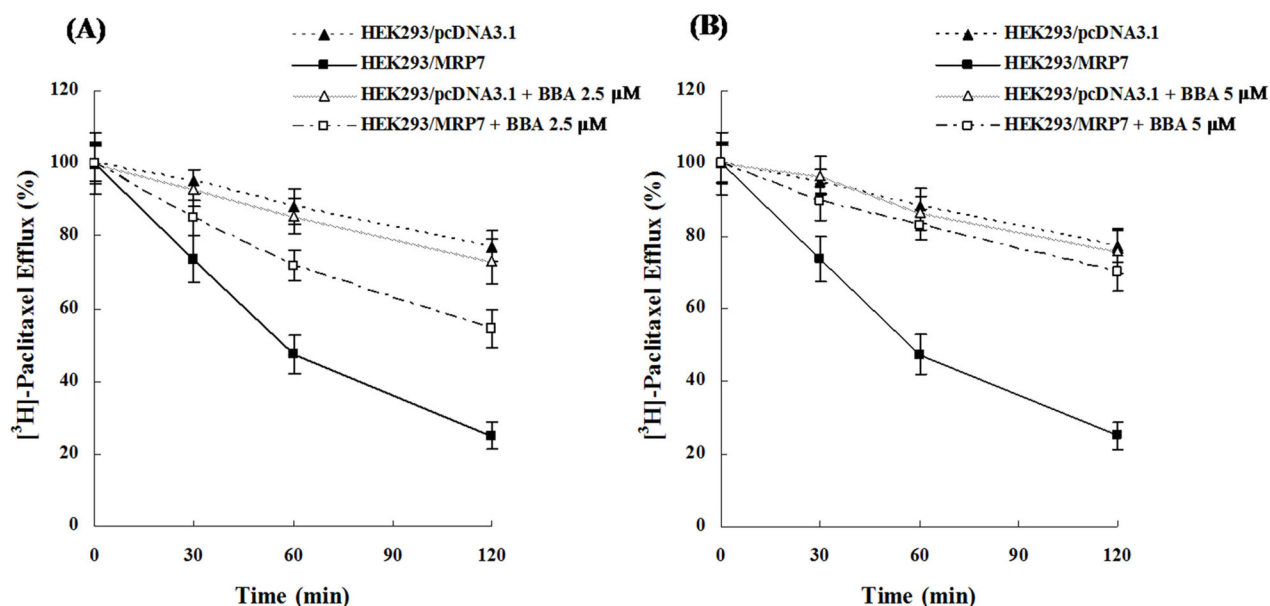 (A)
HEK293/pcDNA3.1
HEK293/MRP7
HEK293/pcDNA3.1 + BBA 2.5 μM
HEK293/MRP7 + BBA 2.5 μM
[³H]-Paclitaxel Efflux (%)
120
100
80
60
40
20
0
0 30 60 90 120
Time (min)
(B)
HEK293/pcDNA3.1
HEK293/MRP7
HEK293/pcDNA3.1 + BBA 5 μM
HEK293/MRP7 + BBA 5 μM
[³H]-Paclitaxel Efflux (%)
120
100
80
60
40
20
0
0 30 60 90 120
Time (min)